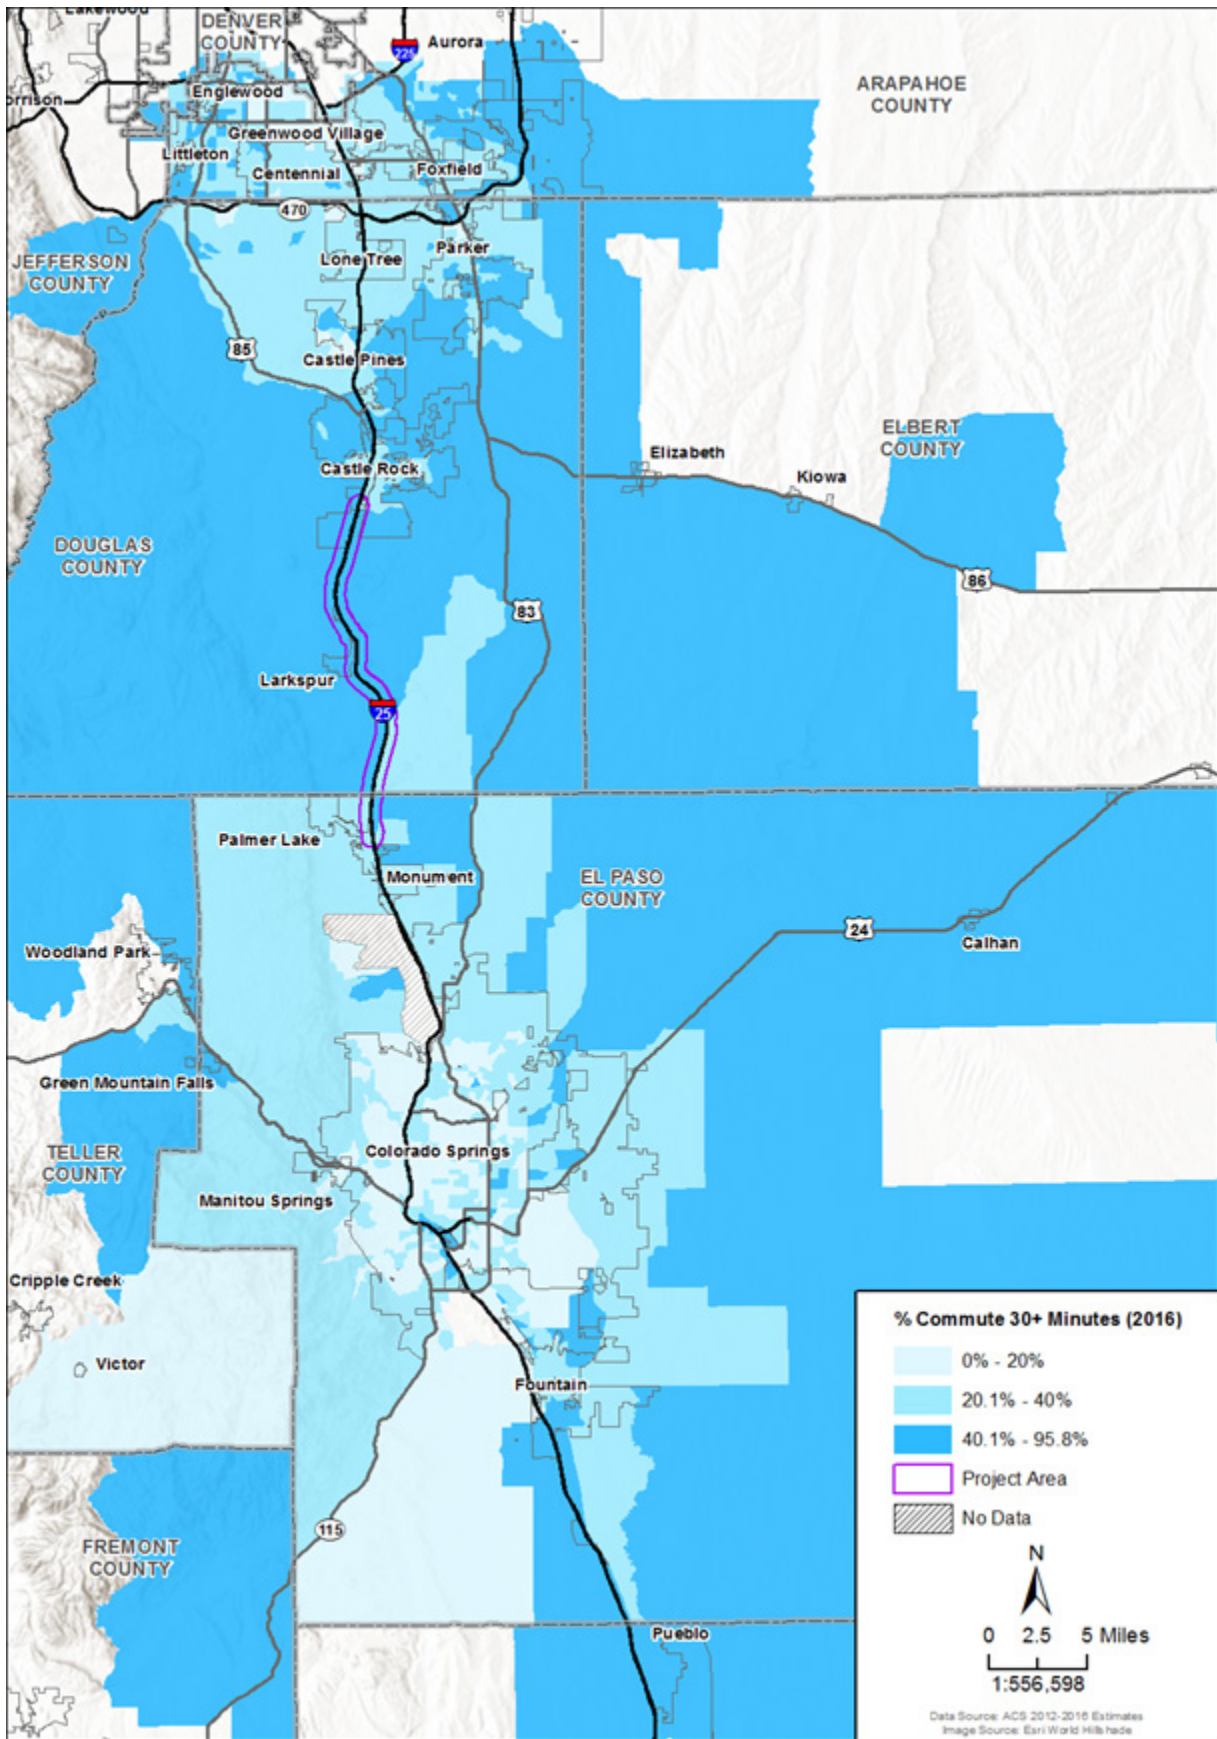 Lakewood
DENVER
COUNTY
225
Aurora
ARAPAHOE
COUNTY
Englewood
orrison
Greenwood Village
Littleton
Centennial
Foxfield
470
JEFFERSON
COUNTY
Lone Tree
Parker
85
Castle Pines
ELBERT
COUNTY
Elizabeth
Castle Rock
Kiowa
DOUGLAS
COUNTY
86
83
Larkspur
25
Palmer Lake
Monument
EL PASO
COUNTY
24
Calhan
Woodland Park
Green Mountain Falls
TELLER
COUNTY
Colorado Springs
Manitou Springs
Cripple Creek
Victor
Fountain
115
FREMONT
COUNTY
Pueblo
% Commute 30+ Minutes (2016)
0% - 20%
20.1% - 40%
40.1% - 95.8%
Project Area
No Data
N
0 2.5 5 Miles
1:556,598
Data Source: ACS 2012-2016 Estimates
Image Source: Esri World Hillshade